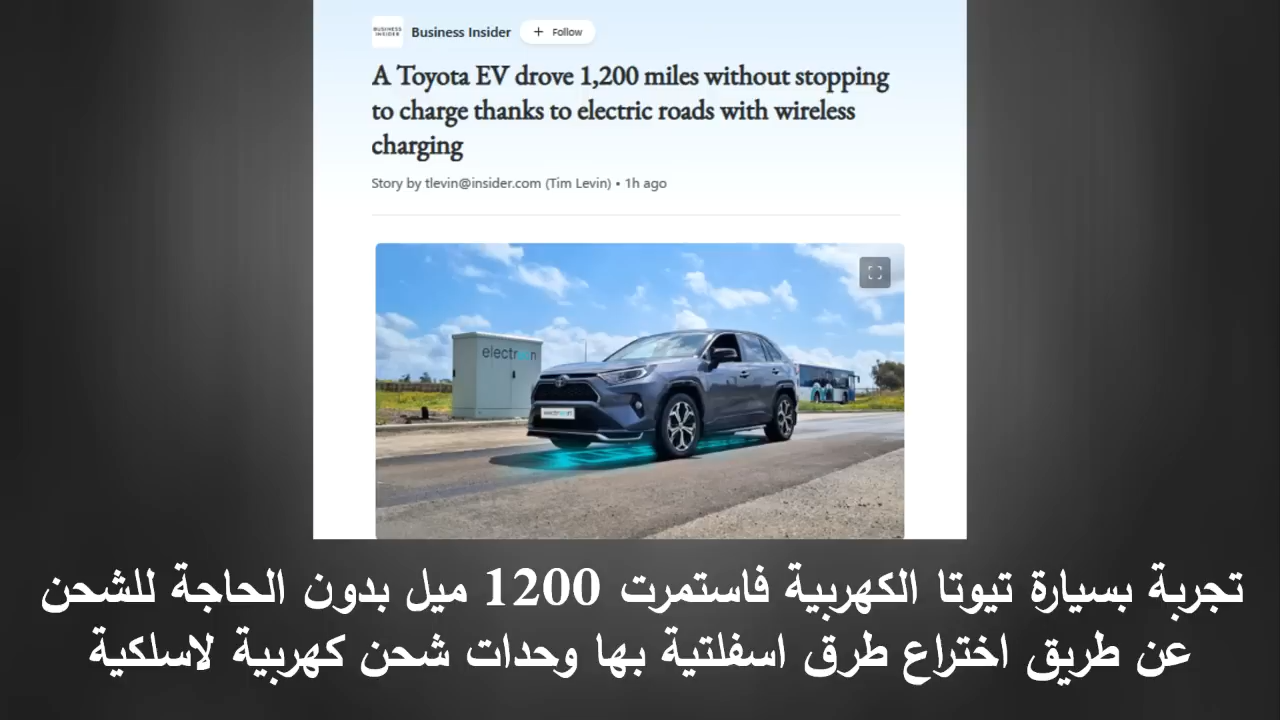 BUSINESS
INSIDER
Business Insider
+ Follow
A Toyota EV drove 1,200 miles without stopping
to charge thanks to electric roads with wireless
charging
Story by tlevin@insider.com (Tim Levin) • 1h ago
electreon
electreon
تجربة بسيارة تيوتا الكهربية فاستمرت 1200 ميل بدون الحاجة للشحن
عن طريق اختراع طرق اسفلتية بها وحدات شحن كهربية لاسلكية